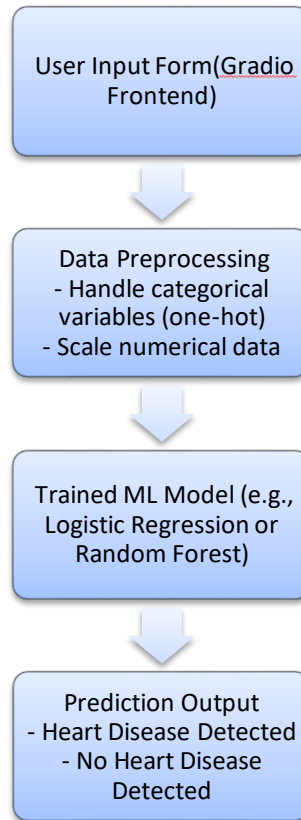 User Input Form(Gradio
Frontend)
Data Preprocessing
- Handle categorical
variables (one-hot)
- Scale numerical data
Trained ML Model (e.g.,
Logistic Regression or
Random Forest)
Prediction Output
- Heart Disease Detected
- No Heart Disease
Detected